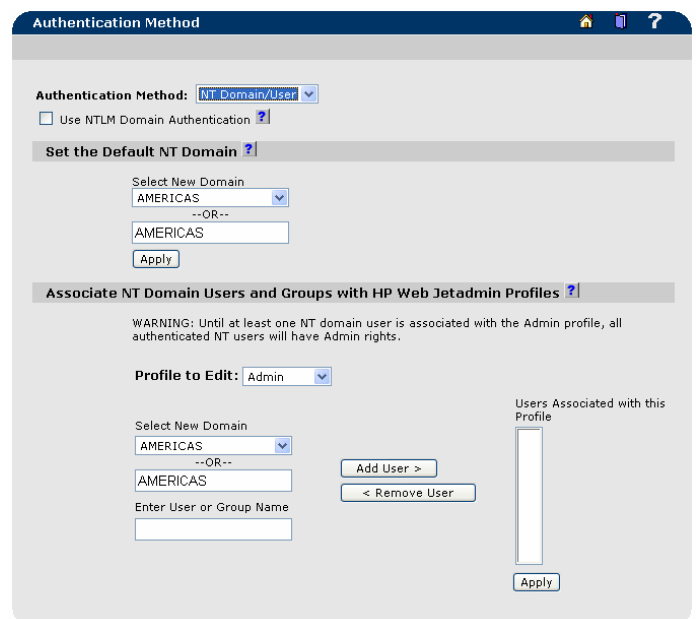 Authentication Method
?
Authentication Method: NT Domain/User
Use NTLM Domain Authentication ?
Set the Default NT Domain ?
Select New Domain
AMERICAS
--OR--
AMERICAS
Apply
Associate NT Domain Users and Groups with HP Web Jetadmin Profiles ?
WARNING: Until at least one NT domain user is associated with the Admin profile, all
authenticated NT users will have Admin rights.
Profile to Edit: Admin
Select New Domain
AMERICAS
--OR--
AMERICAS
Enter User or Group Name
Add User >
< Remove User
Users Associated with this
Profile
Apply